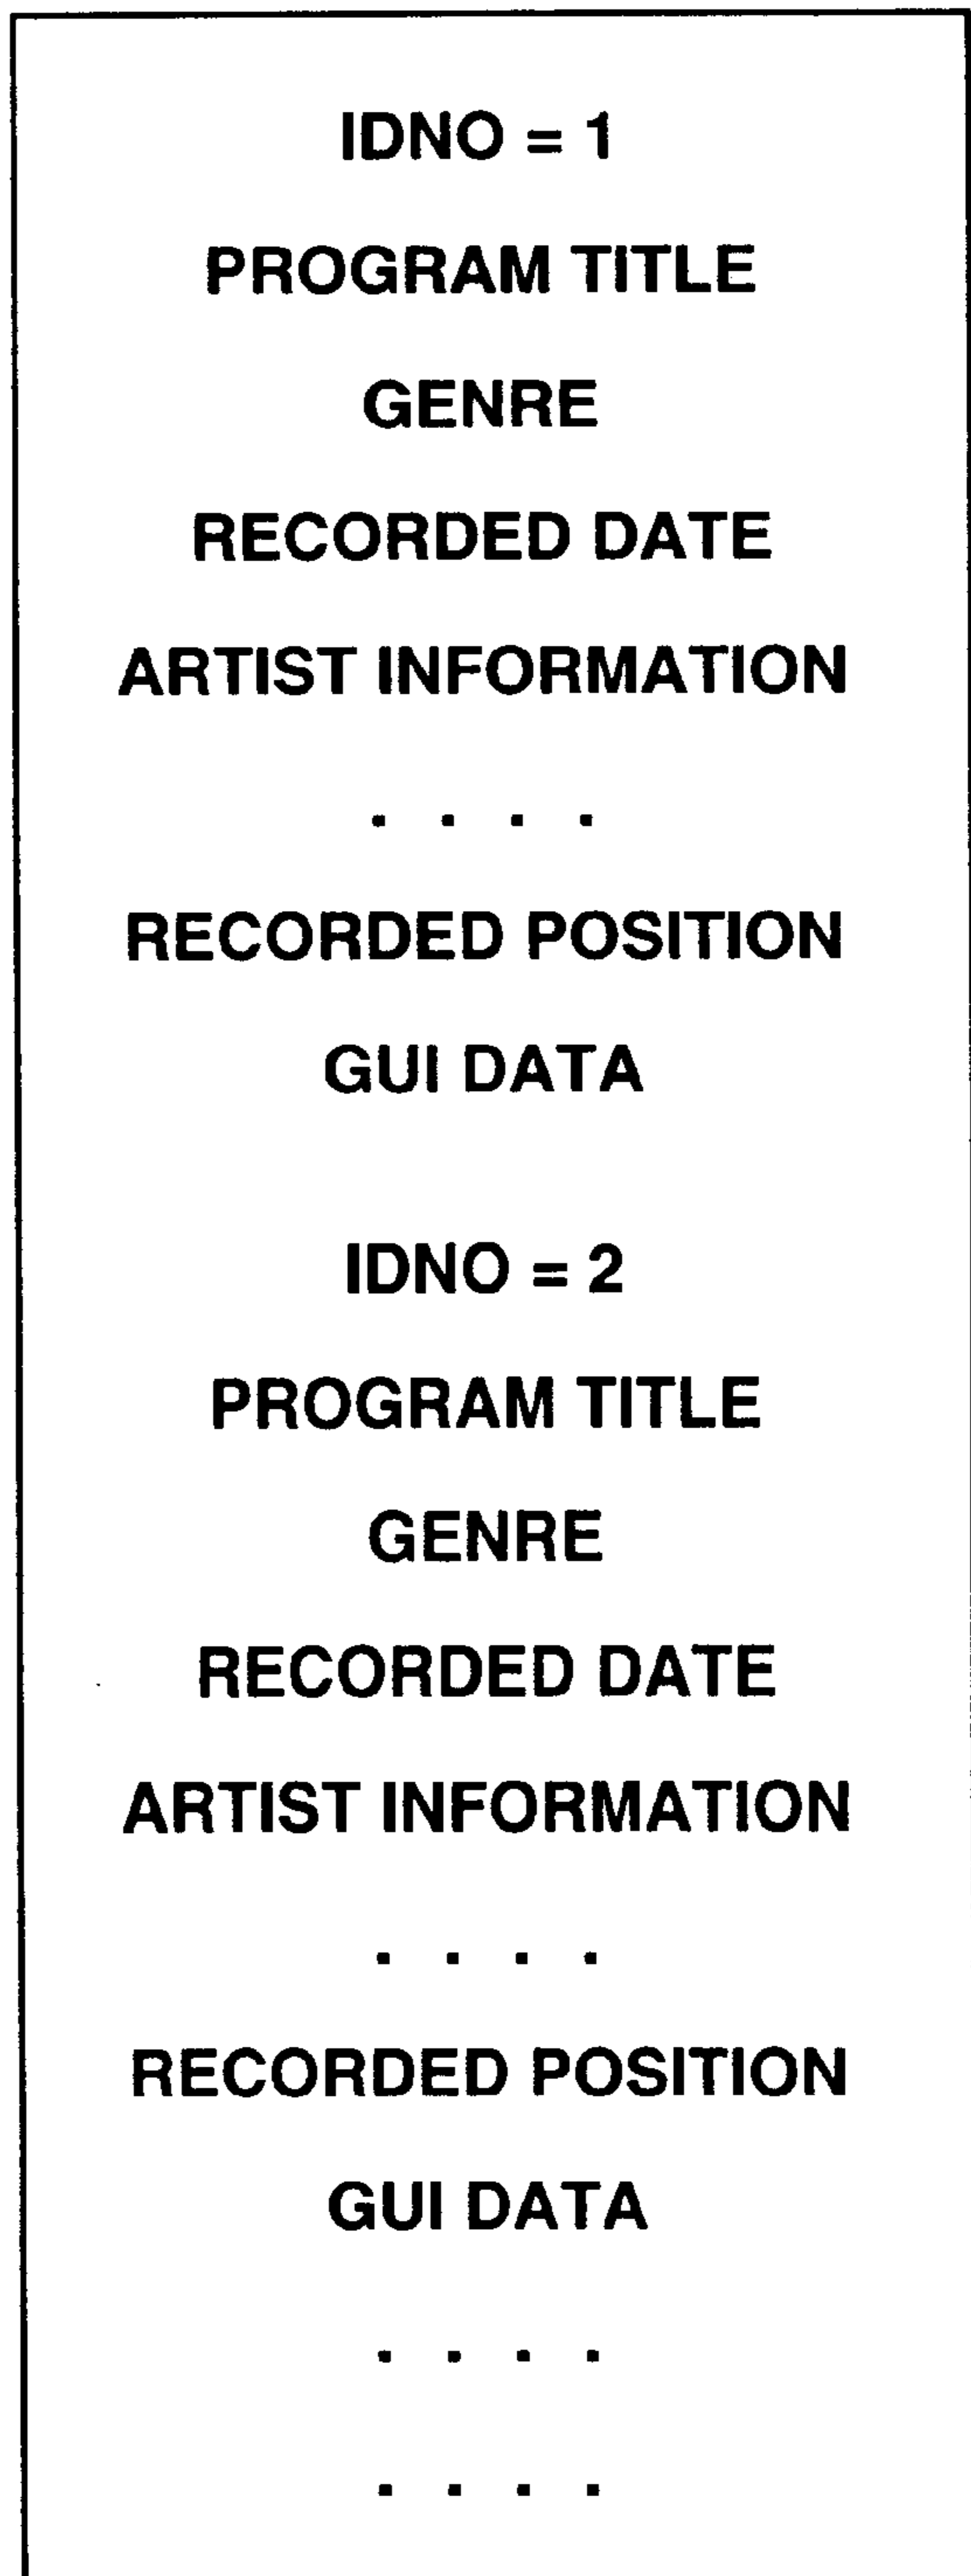 IDNO = 1
PROGRAM TITLE
GENRE
RECORDED DATE
ARTIST INFORMATION
. . . .
RECORDED POSITION
GUI DATA
IDNO = 2
PROGRAM TITLE
GENRE
RECORDED DATE
ARTIST INFORMATION
. . . .
RECORDED POSITION
GUI DATA
. . . .
. . . .